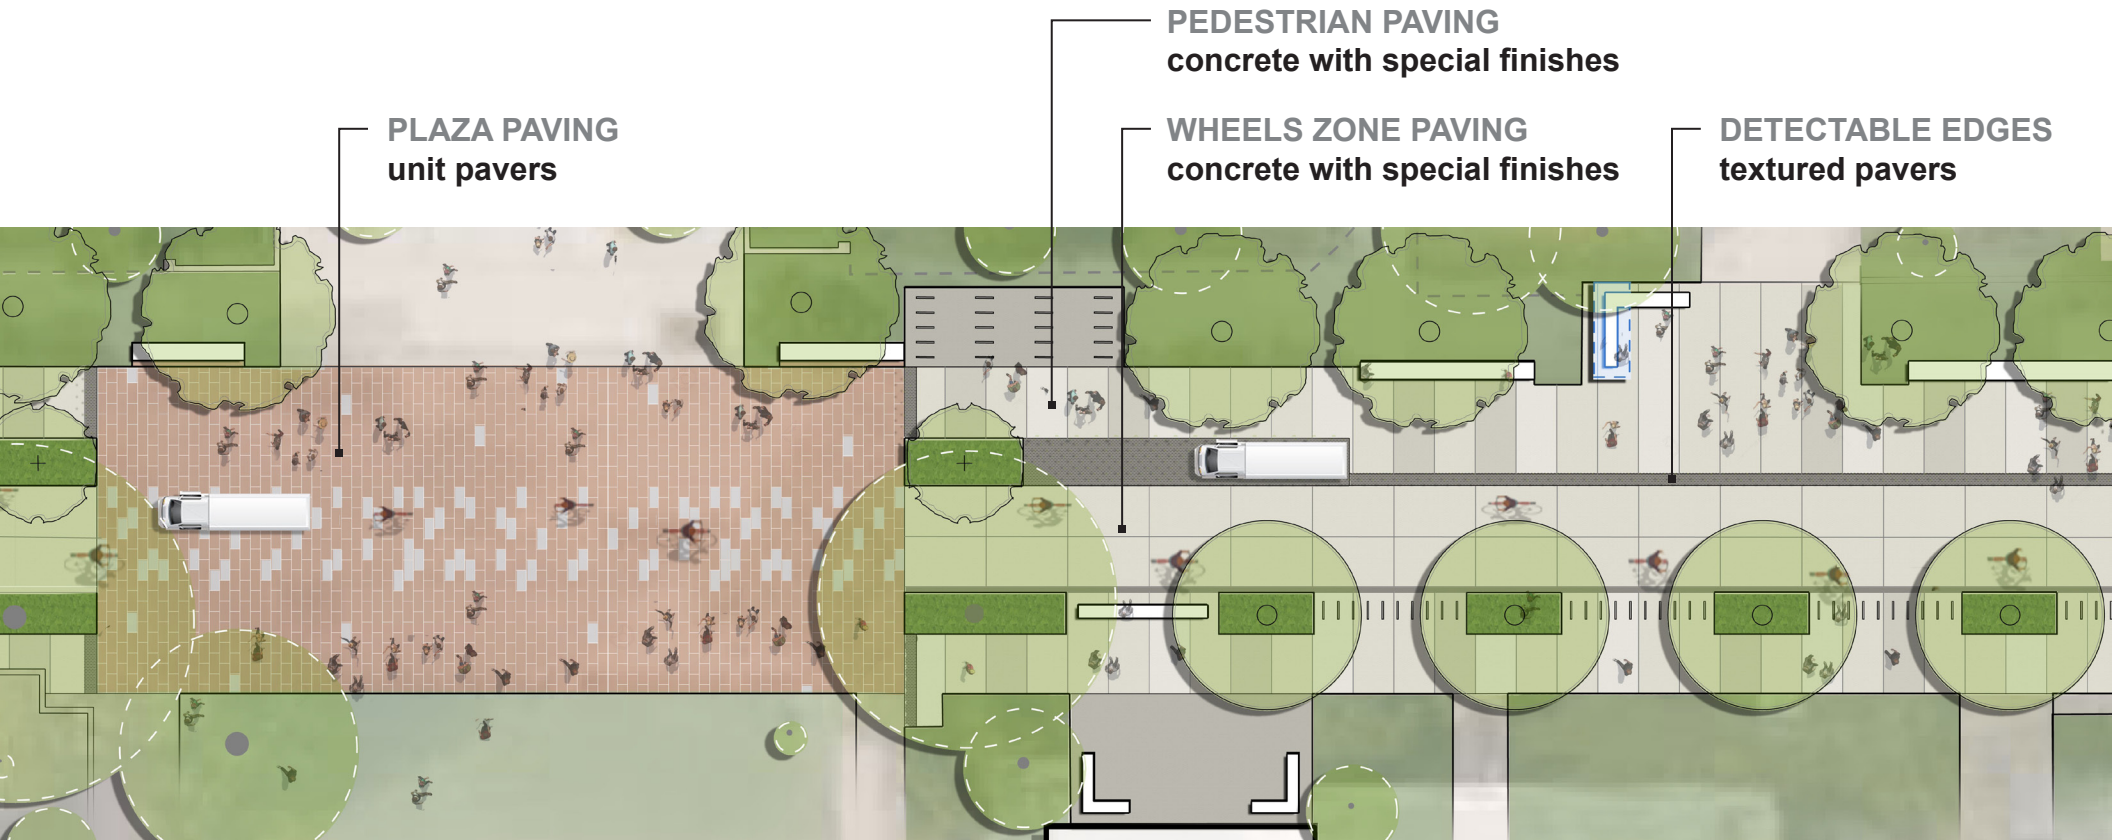 PEDESTRIAN PAVING
concrete with special finishes
PLAZA PAVING
unit pavers
WHEELS ZONE PAVING
concrete with special finishes
DETECTABLE EDGES
textured pavers